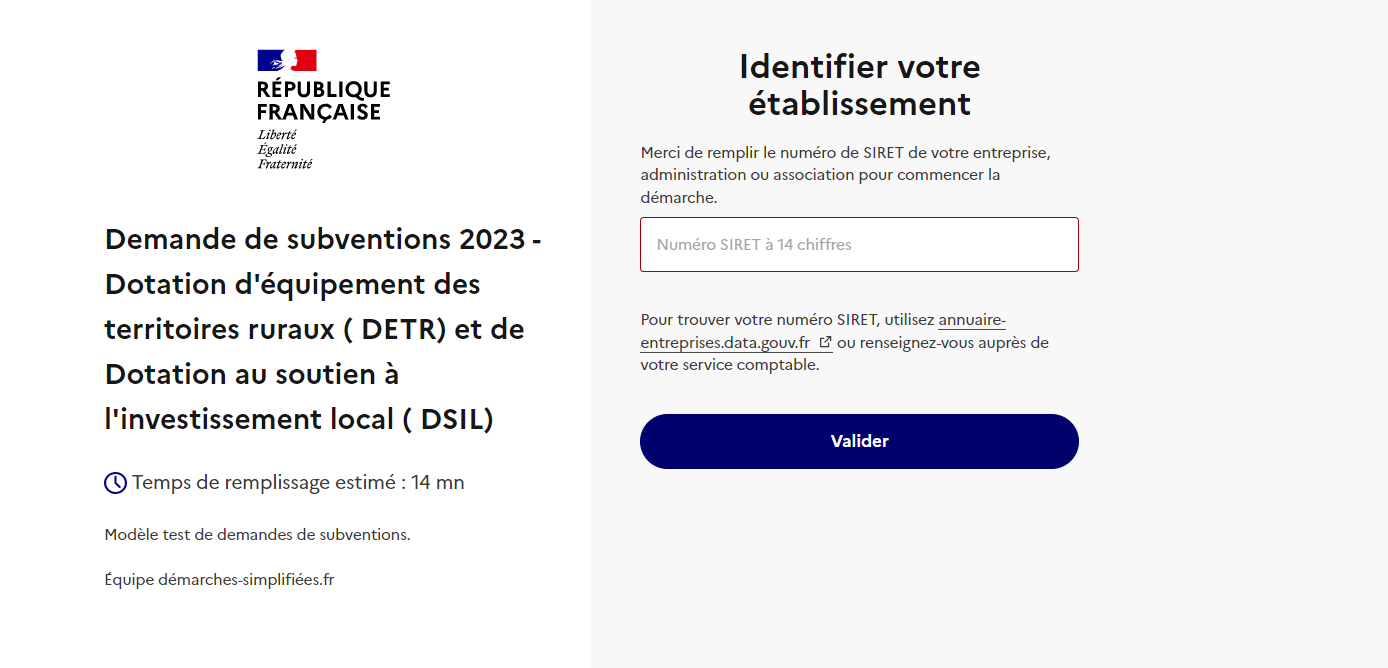 RÉPUBLIQUE
FRANÇAISE
Liberté
Égalité
Fraternité
Demande de subventions 2023 -
Dotation d'équipement des
territoires ruraux ( DETR) et de
Dotation au soutien à
l'investissement local ( DSIL)
Temps de remplissage estimé : 14 mn
Modèle test de demandes de subventions.
Équipe démarches-simplifiées.fr
Identifier votre
établissement
Merci de remplir le numéro de SIRET de votre entreprise,
administration ou association pour commencer la
démarche.
Numéro SIRET à 14 chiffres
Pour trouver votre numéro SIRET, utilisez annuaire-
entreprises.data.gouv.fr ou renseignez-vous auprès de
votre service comptable.
Valider